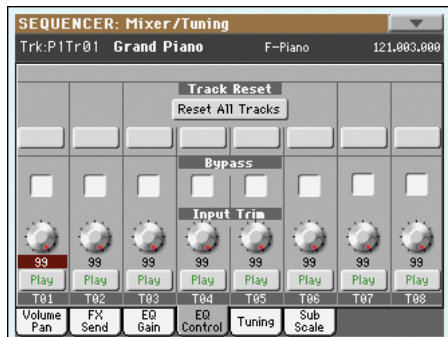 SEQUENCER: Mixer/Tuning
Trk:P1Tr01 Grand Piano F-Piano 121.003.000
Track Reset
Reset All Tracks
Bypass
Input Trim
99 99 99 99 99 99 99 99
Play Play Play Play Play Play Play Play
T01 T02 T03 T04 T05 T06 T07 T08
Volume Pan FX Send EQ Gain EQ Control Tuning Sub Scale